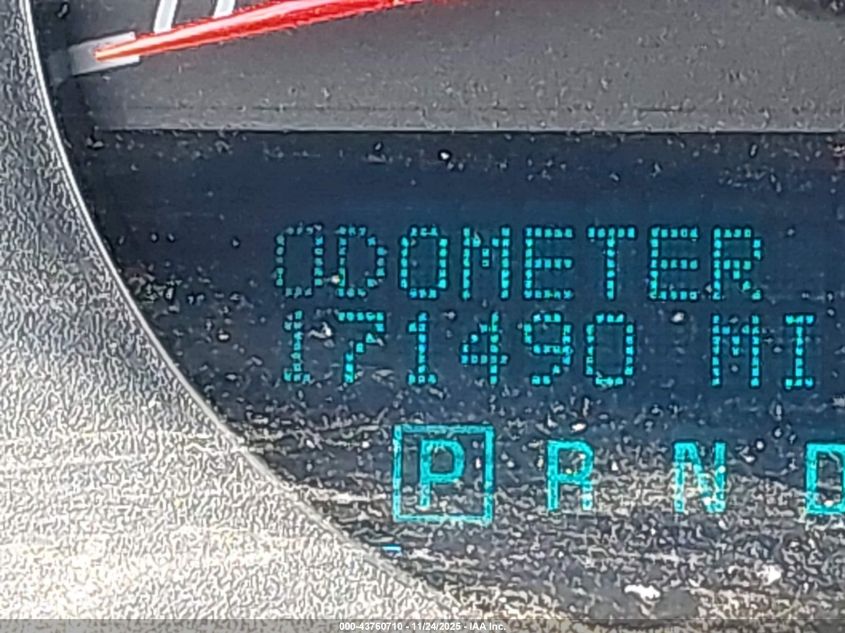 ODOMETER
171490 MI
P R N D
000-43760710 - 11/24/2025 - IAA Inc.